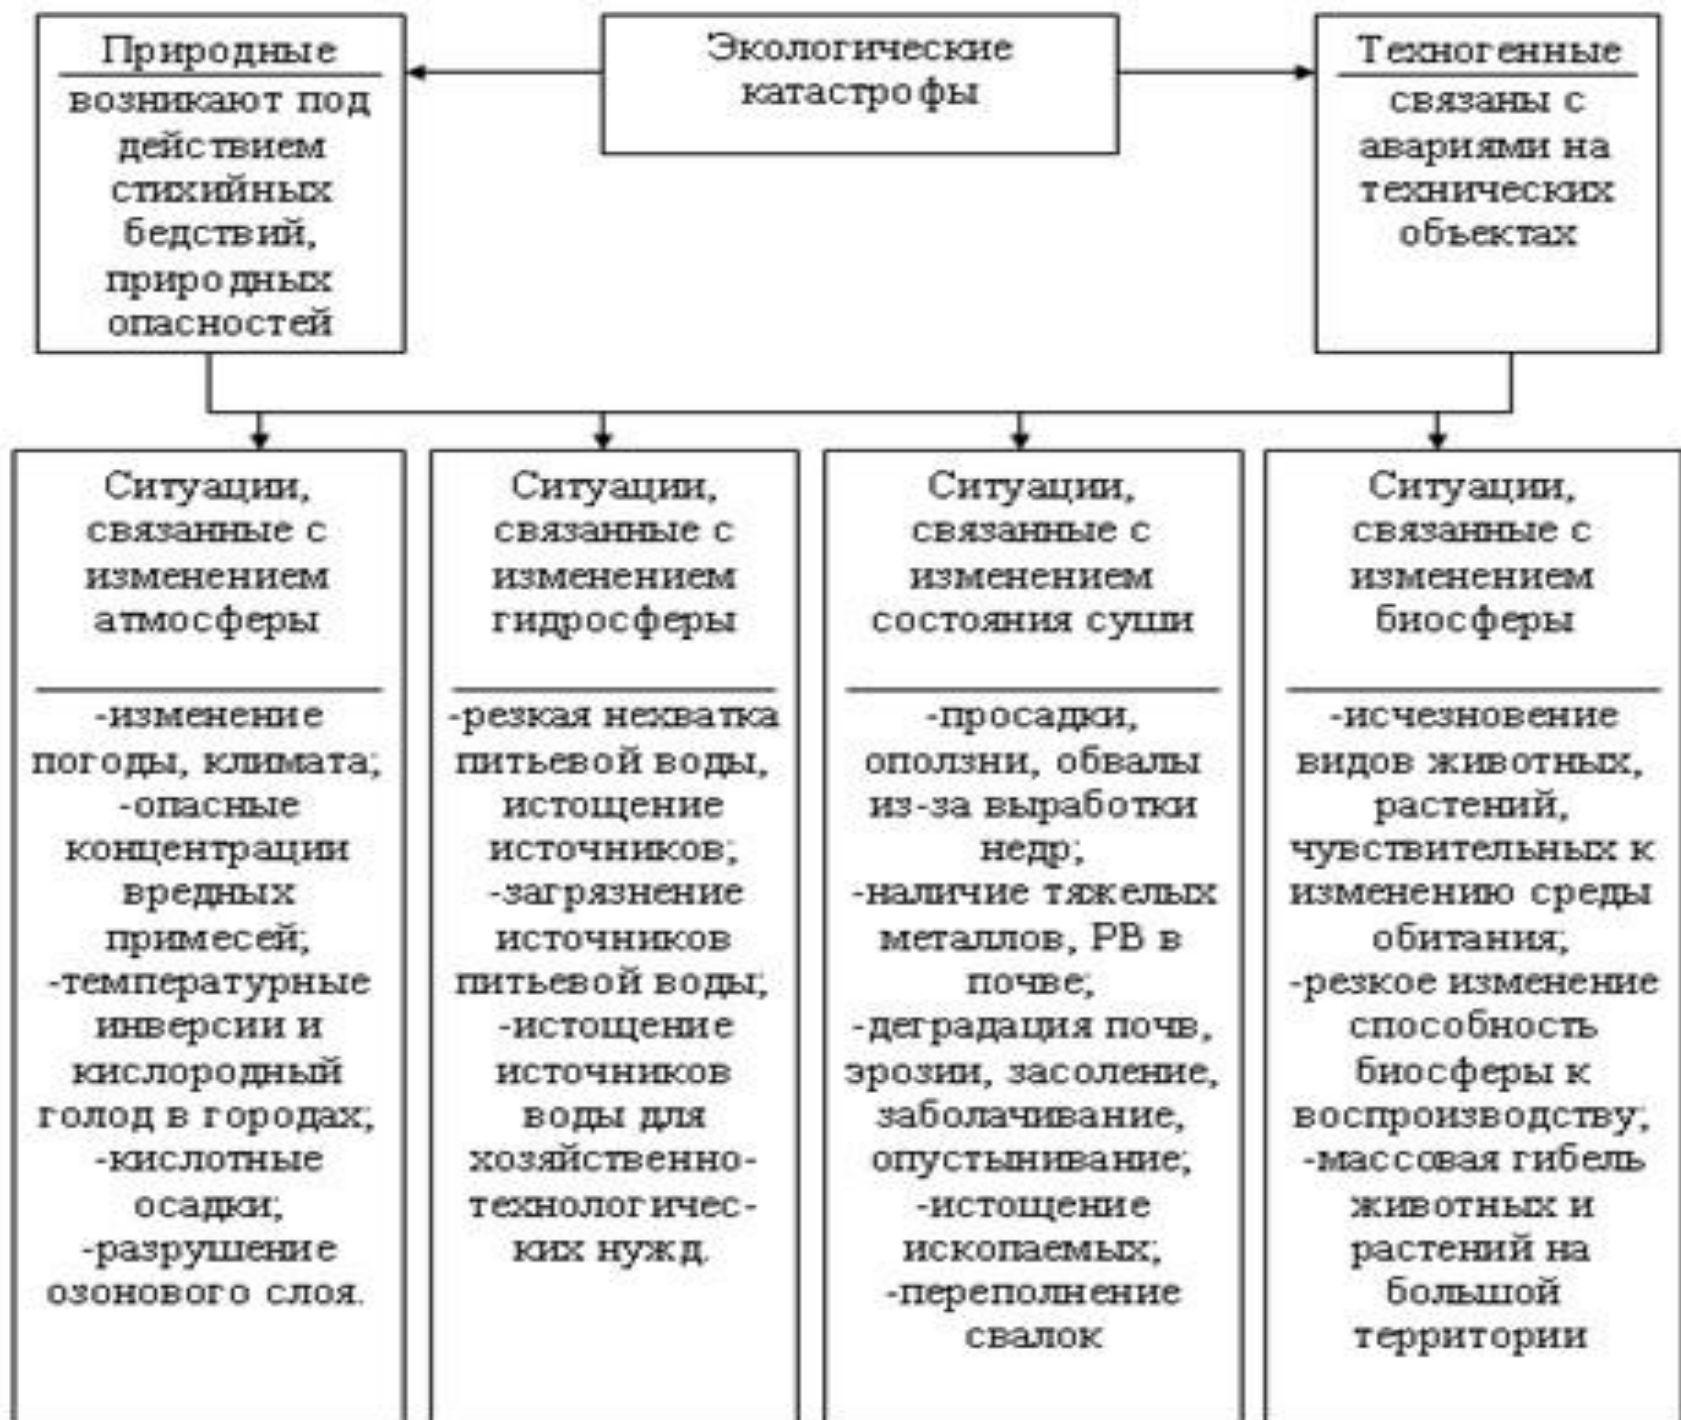 Природные
возникают под
действием
стихийных
бедствий,
природных
опасностей
Экологические
катастрофы
Техногенные
связаны с
авариями на
технических
объектах
Ситуации,
связанные с
изменением
атмосферы
-изменение
погоды, климата;
-опасные
концентрации
вредных
примесей;
-температурные
инверсии и
кислородный
голод в городах;
-кислотные
осадки;
-разрушение
озонового слоя.
Ситуации,
связанные с
изменением
гидросферы
-резкая нехватка
питьевой воды,
истощение
источников;
-загрязнение
источников
питьевой воды;
-истощение
источников
воды для
хозяйственно-
технологичес-
ких нужд.
Ситуации,
связанные с
изменением
состояния суши
-просадки,
оползни, обвалы
из-за выработки
недр;
-наличие тяжелых
металлов, РВ в
почве;
-деградация почв,
эрозии, засоление,
заболачивание,
опустынивание;
-истощение
ископаемых;
-переполнение
свалок
Ситуации,
связанные с
изменением
биосферы
-исчезновение
видов животных,
растений,
чувствительных к
изменению среды
обитания;
-резкое изменение
способность
биосферы к
воспроизводству;
-массовая гибель
животных и
растений на
большой
территории